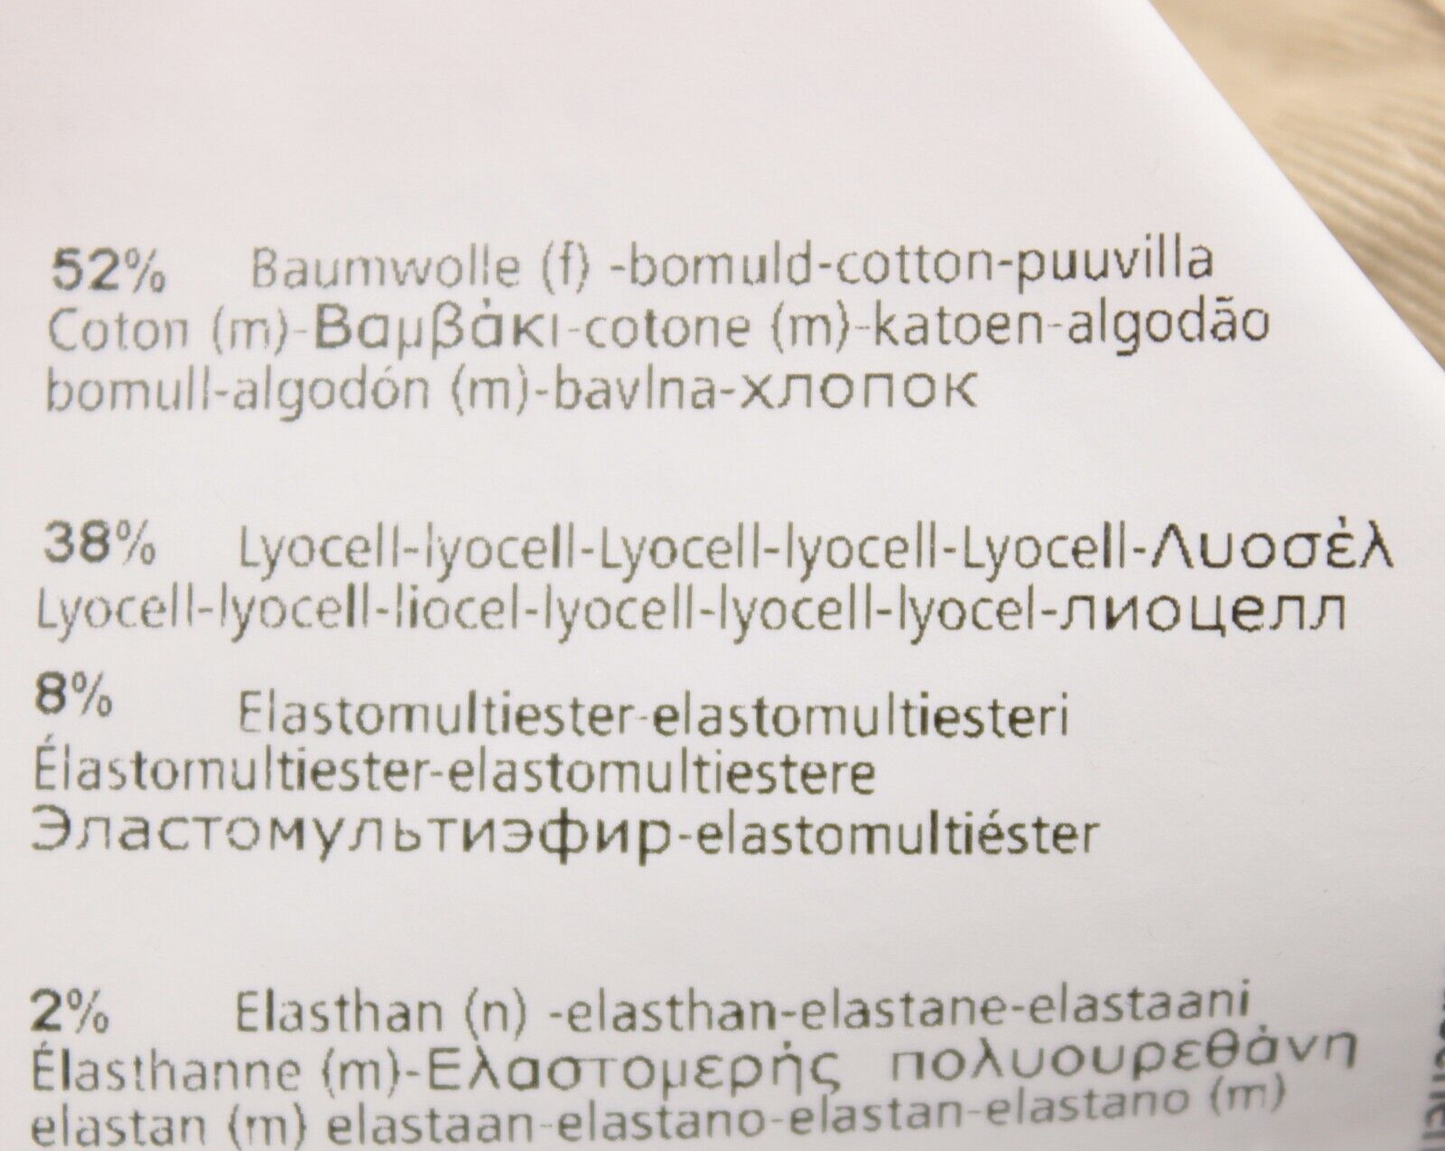 52% Baumwolle (f) -bomuld-cotton-puuvilla
Coton (m)-Βαμβάκι-cotone (m)-katoen-algodão
bomull-algodón (m)-bavlna-хлопок
38% Lyocell-lyocell-Lyocell-lyocell-Lyocell-Λυοσέλ
Lyocell-lyocell-liocel-lyocell-lyocell-lyocel-лиоцелл
8% Elastomultiester-elastomultiesteri
Élastomultiester-elastomultiestere
Эластомультиэфир-elastomultiéster
2% Elasthan (n) -elasthan-elastane-elastaani
Élasthanne (m)-Ελαστομερής πολυουρεθάνη
elastan (m) elastaan-elastano-elastan-elastano (m)